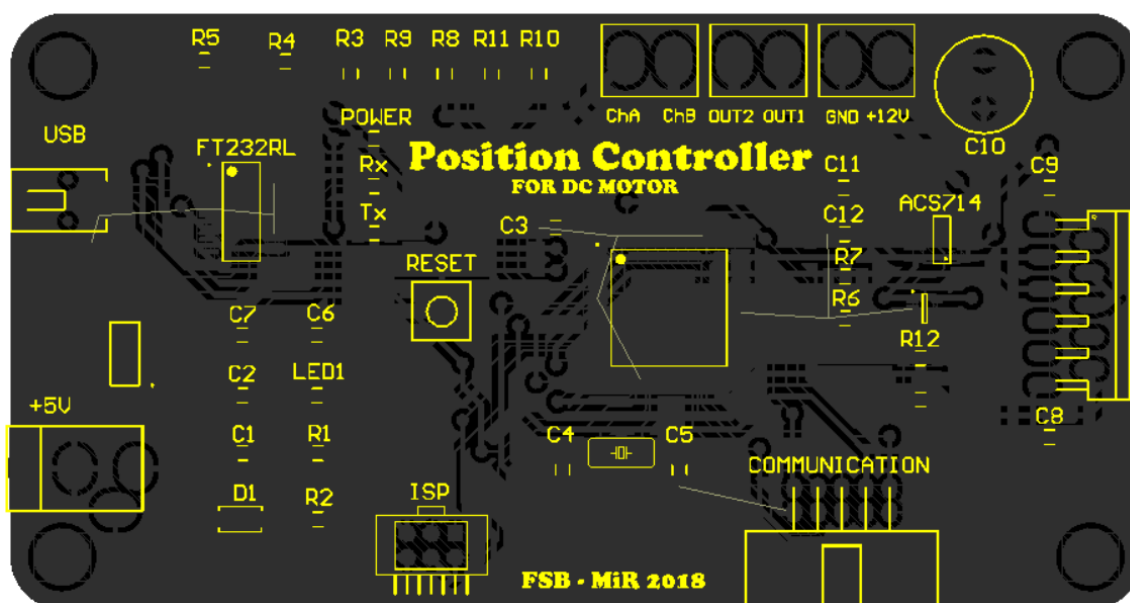 R5 R4 R3 R9 R8 R11 R10
ChA ChB OUT2 OUT1 GND +12V
C10
USB
POWER
FT232RL
Rx
Tx
Position Controller
FOR DC MOTOR
C11
C9
C12
ACS714
C3
R7
RESET
R6
C7 C6
R12
C2 LED1
+5V
C8
C1 R1
C4 C5
COMMUNICATION
D1 R2
ISP
FSB - MiR 2018